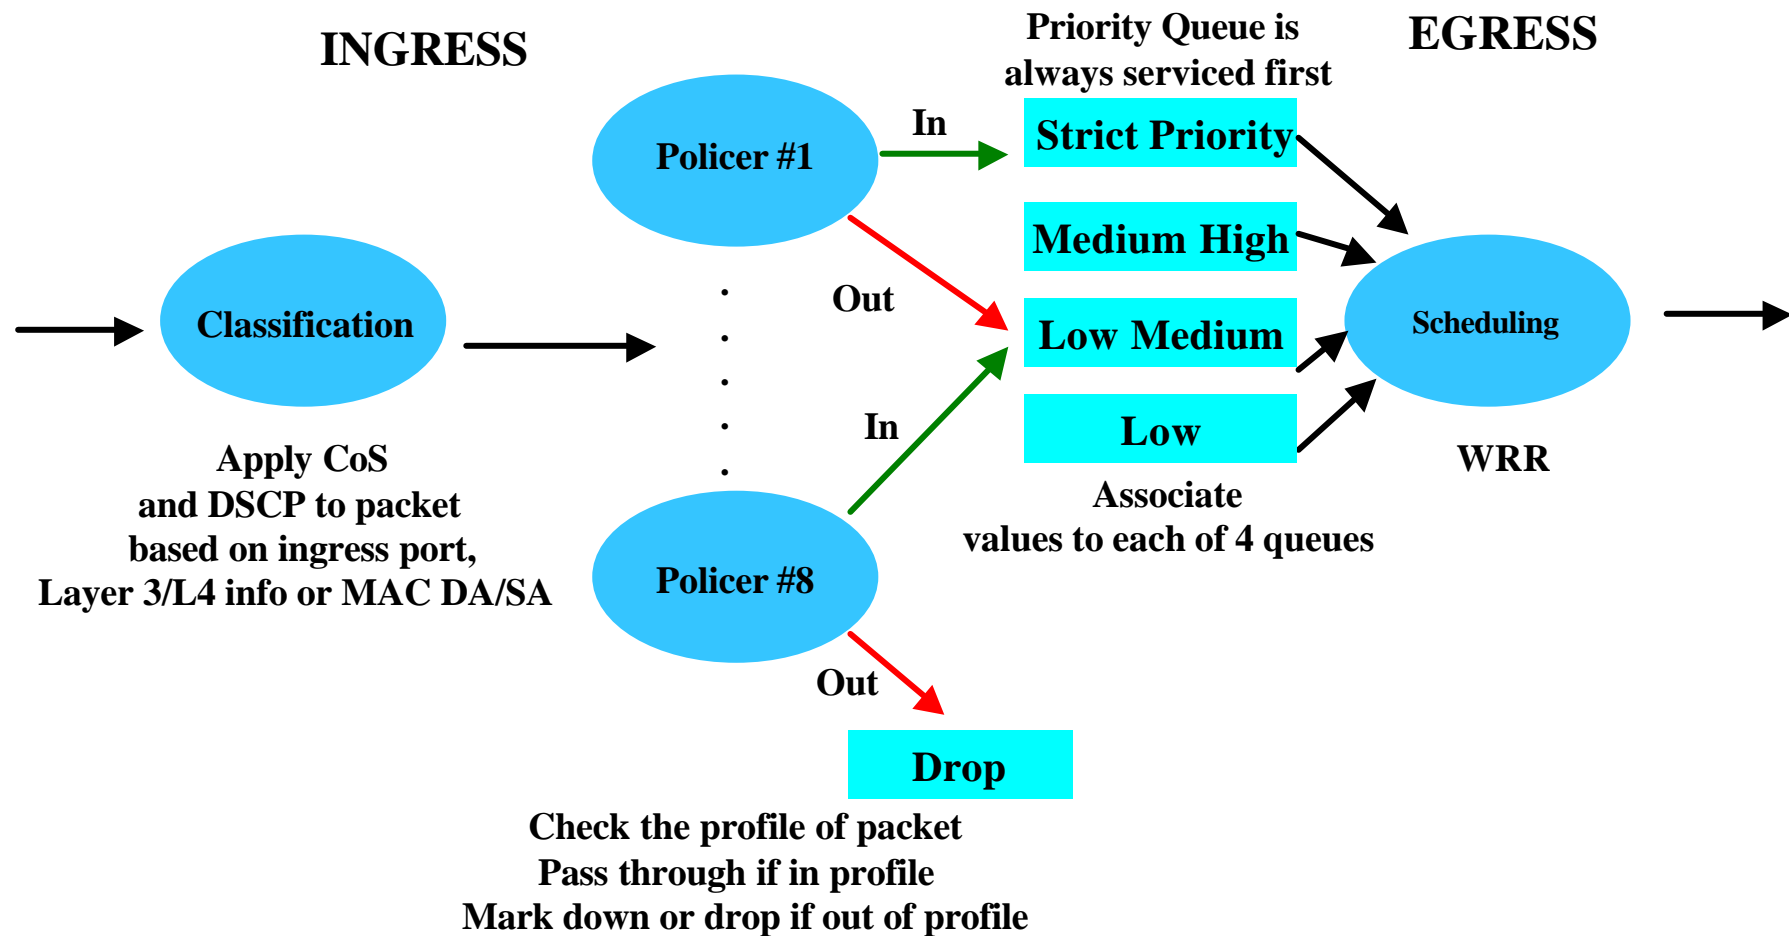 INGRESS
Priority Queue is
always serviced first
EGRESS
Policer #1
In
Strict Priority
Medium High
Out
Low Medium
Classification
Scheduling
In
Low
Apply CoS
and DSCP to packet
based on ingress port,
Layer 3/L4 info or MAC DA/SA
WRR
Associate
values to each of 4 queues
Policer #8
Out
Drop
Check the profile of packet
Pass through if in profile
Mark down or drop if out of profile